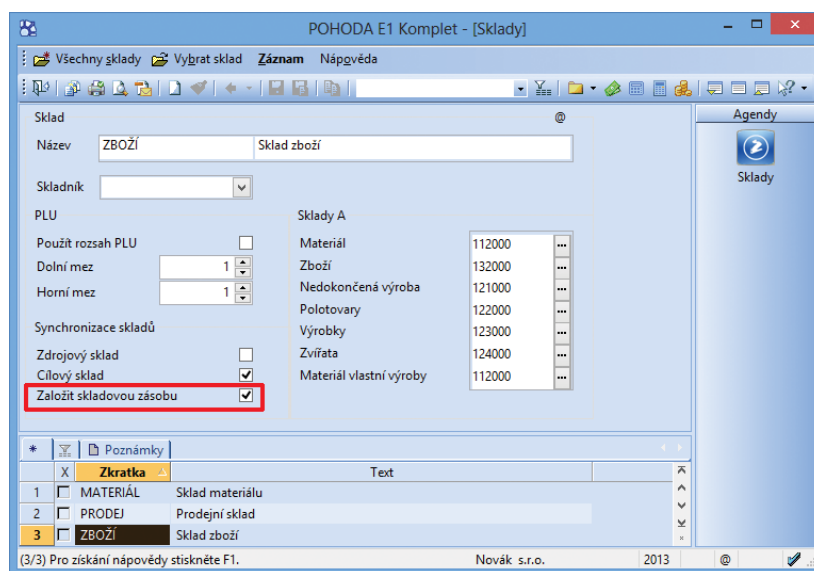 POHODA E1 Komplet - [Sklady]
Všechny sklady Vybrat sklad Záznam Nápověda
Sklad @
Název ZBOŽÍ Sklad zboží
Skladník
PLU
Použít rozsah PLU
Dolní mez 1
Horní mez 1
Synchronizace skladů
Zdrojový sklad
Cílový sklad
Založit skladovou zásobu
Sklady A
Materiál 112000
Zboží 132000
Nedokončená výroba 121000
Polotovary 122000
Výrobky 123000
Zvířata 124000
Materiál vlastní výroby 112000
Agendy
Sklady
* Poznámky
X Zkratka Text
1 MATERIÁL Sklad materiálu
2 PRODEJ Prodejní sklad
3 ZBOŽÍ Sklad zboží
(3/3) Pro získání nápovědy stiskněte F1. Novák s.r.o. 2013 @